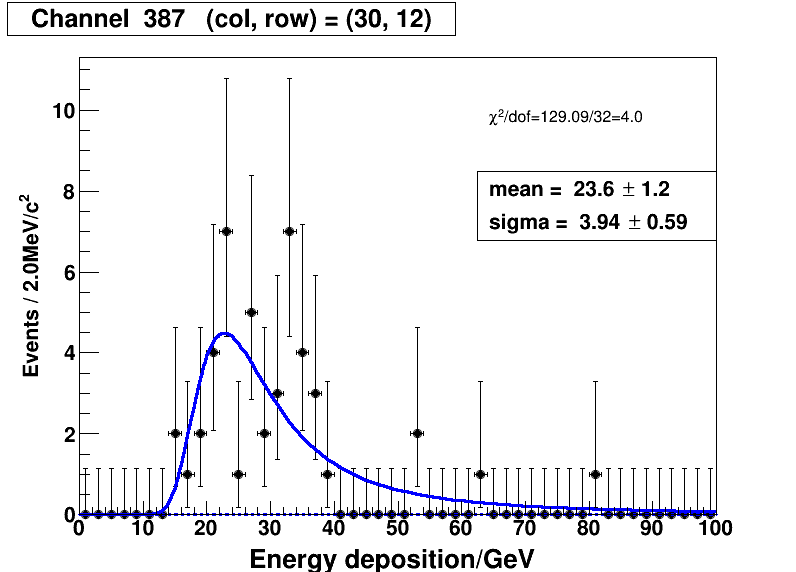 Channel 387 (col, row) = (30, 12)
χ²/dof=129.09/32=4.0
mean = 23.6 ± 1.2
sigma = 3.94 ± 0.59
Events / 2.0MeV/c²
10
8
6
4
2
0
0 10 20 30 40 50 60 70 80 90 100
Energy deposition/GeV